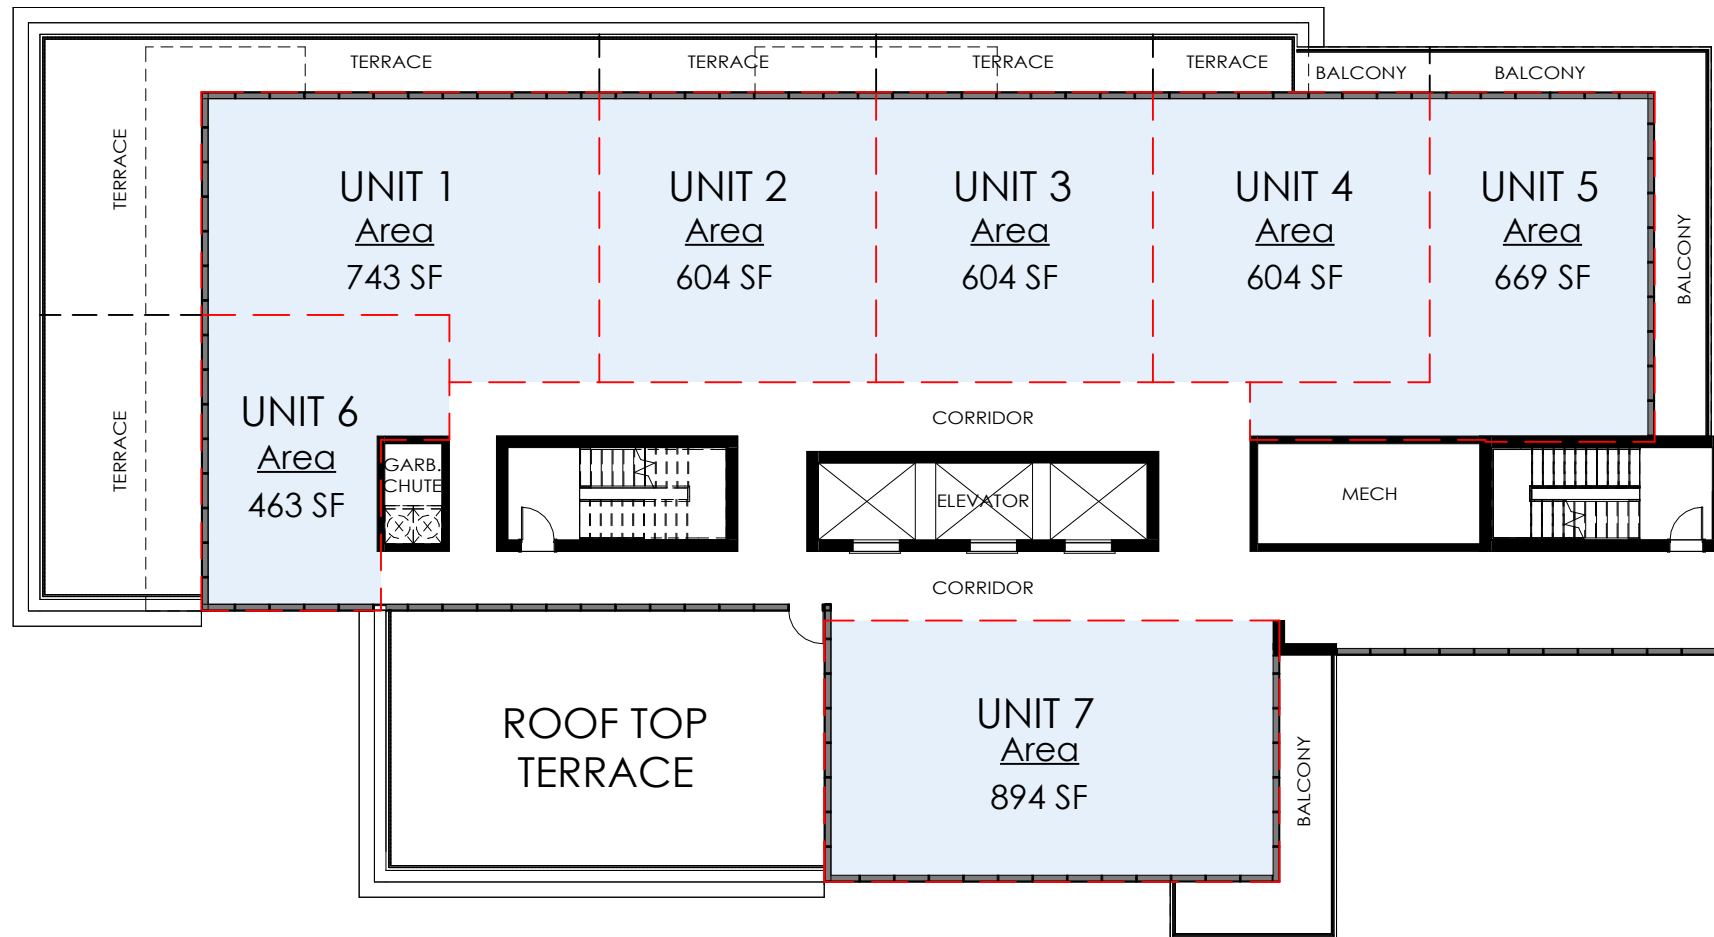 TERRACE
TERRACE
TERRACE
TERRACE
BALCONY
BALCONY
TERRACE
UNIT 1
Area
743 SF
UNIT 2
Area
604 SF
UNIT 3
Area
604 SF
UNIT 4
Area
604 SF
UNIT 5
Area
669 SF
BALCONY
TERRACE
UNIT 6
Area
463 SF
CORRIDOR
GARB.
CHUTE
ELEVATOR
MECH
CORRIDOR
ROOF TOP
TERRACE
UNIT 7
Area
894 SF
BALCONY